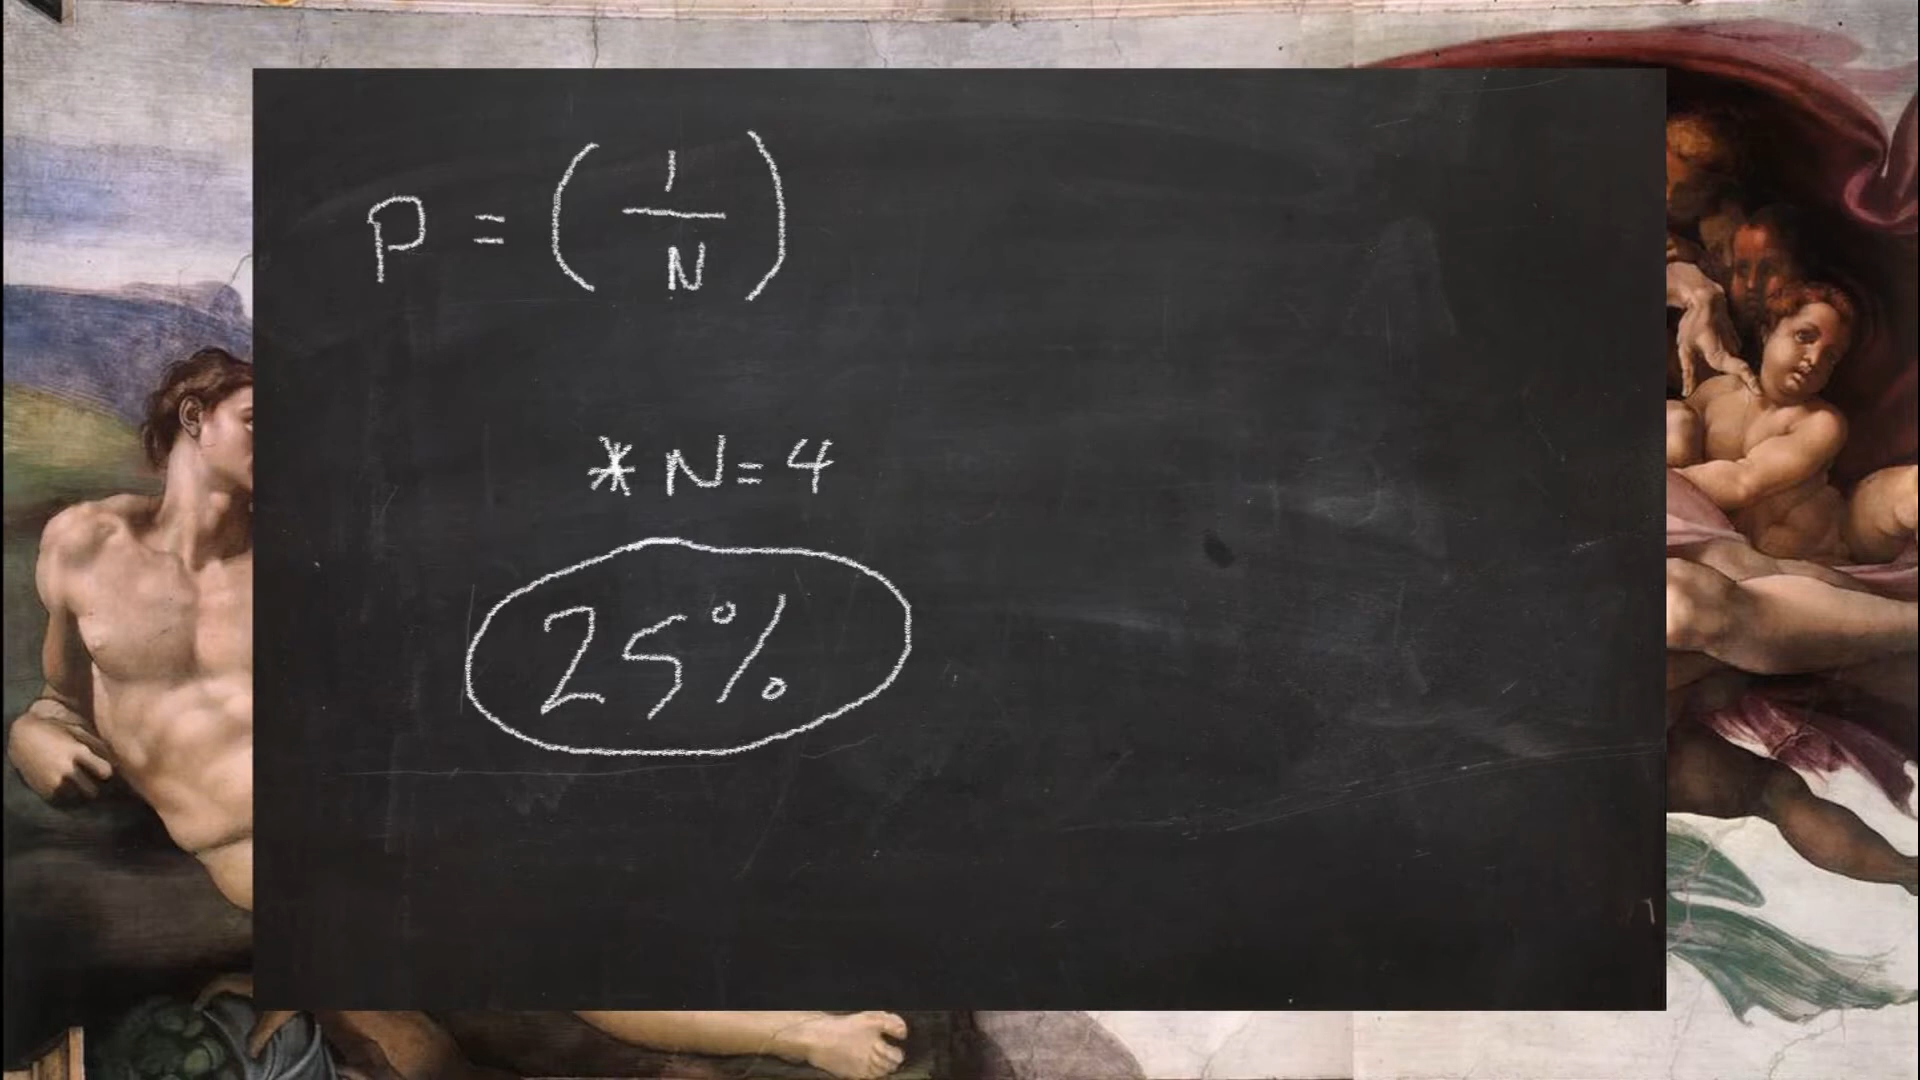 P = (1/N)
* N = 4
25%